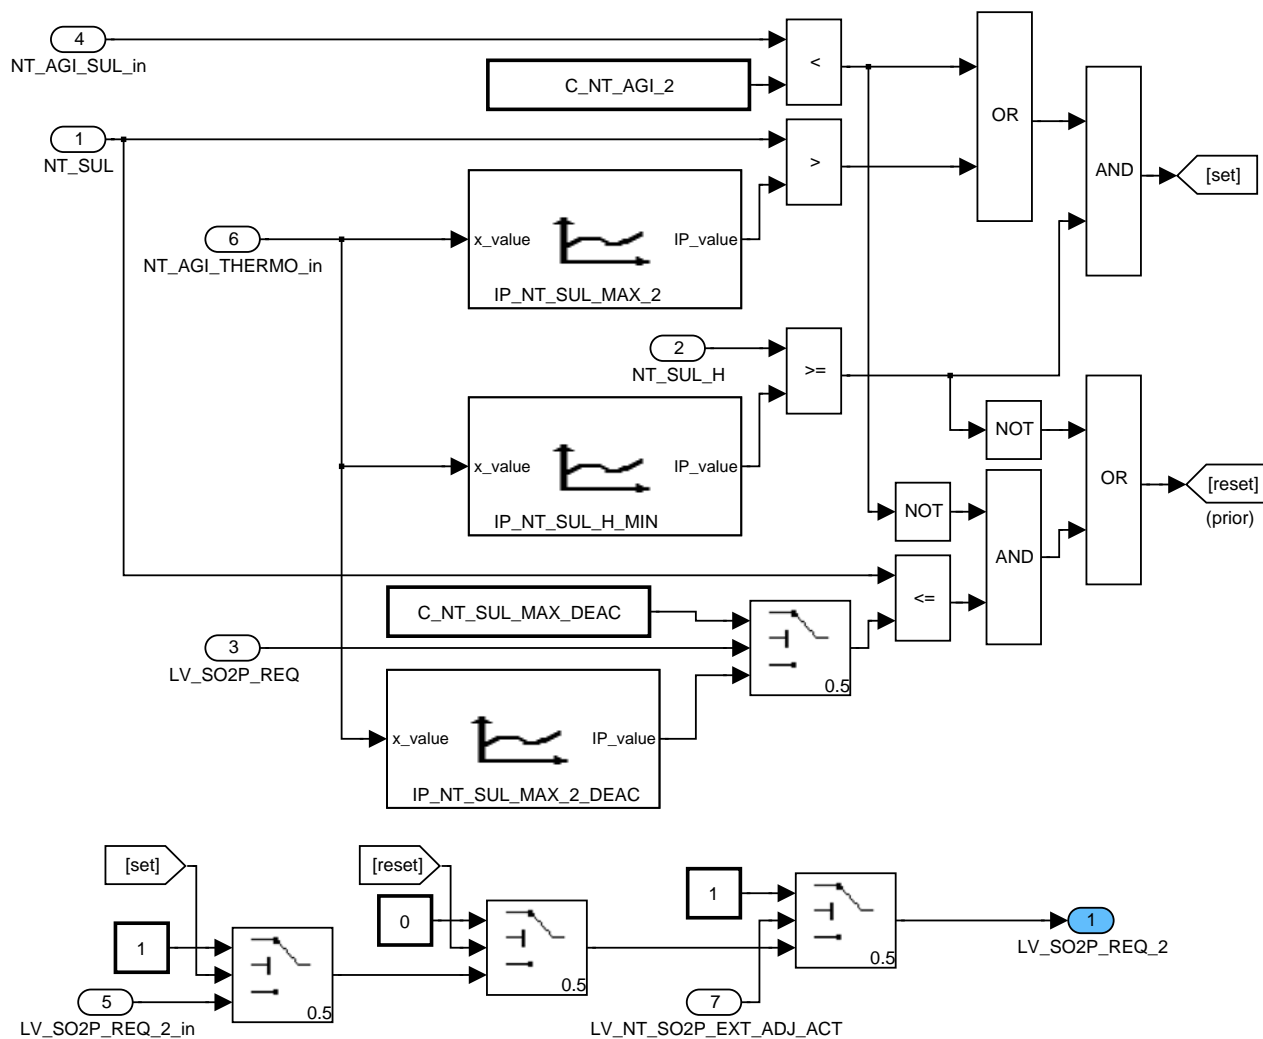 4
NT_AGI_SUL_in
C_NT_AGI_2
<
OR
1
NT_SUL
>
AND
[set]
6
NT_AGI_THERMO_in
x_value
IP_value
IP_NT_SUL_MAX_2
2
NT_SUL_H
>=
x_value
IP_value
IP_NT_SUL_H_MIN
NOT
OR
[reset]
(prior)
NOT
AND
<=
C_NT_SUL_MAX_DEAC
3
LV_SO2P_REQ
0.5
x_value
IP_value
IP_NT_SUL_MAX_2_DEAC
[set]
[reset]
1
0
1
0.5
0.5
0.5
5
LV_SO2P_REQ_2_in
7
LV_NT_SO2P_EXT_ADJ_ACT
1
LV_SO2P_REQ_2